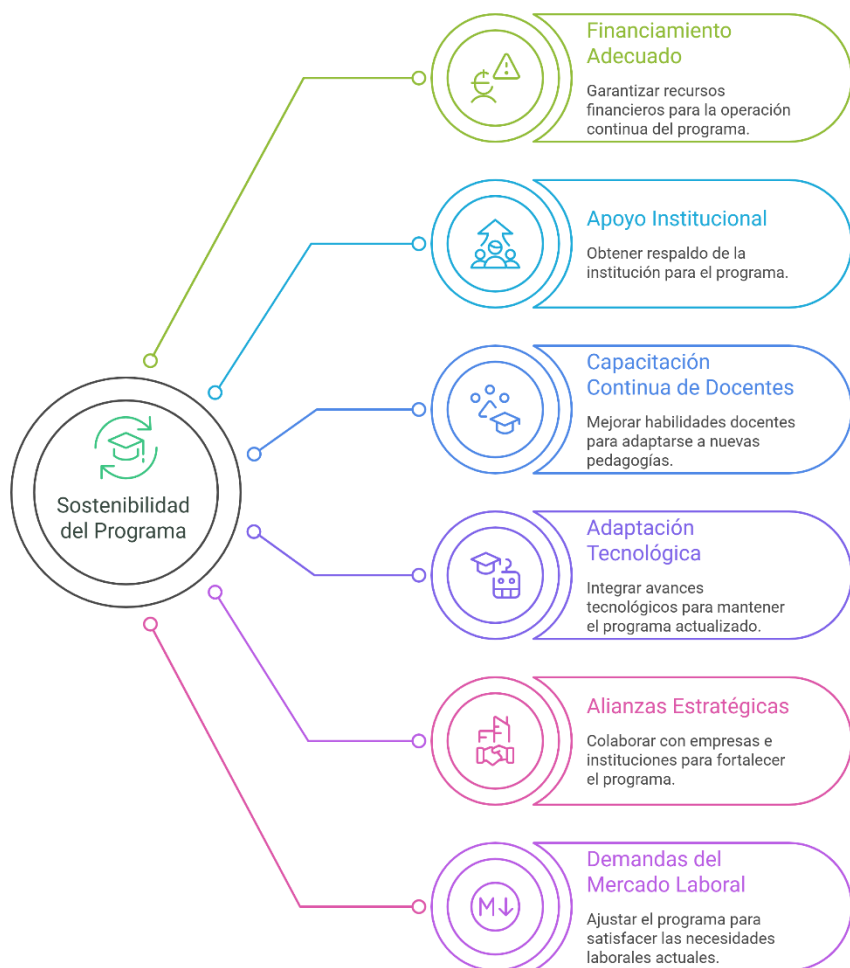 Financiamiento
Adecuado
Garantizar recursos
financieros para la operación
continua del programa.
Apoyo Institucional
Obtener respaldo de la
institución para el programa.
Capacitación
Continua de Docentes
Mejorar habilidades docentes
para adaptarse a nuevas
pedagogías.
Sostenibilidad
del Programa
Adaptación
Tecnológica
Integrar avances
tecnológicos para mantener
el programa actualizado.
Alianzas Estratégicas
Colaborar con empresas e
instituciones para fortalecer
el programa.
Demandas del
Mercado Laboral
M↓
Ajustar el programa para
satisfacer las necesidades
laborales actuales.